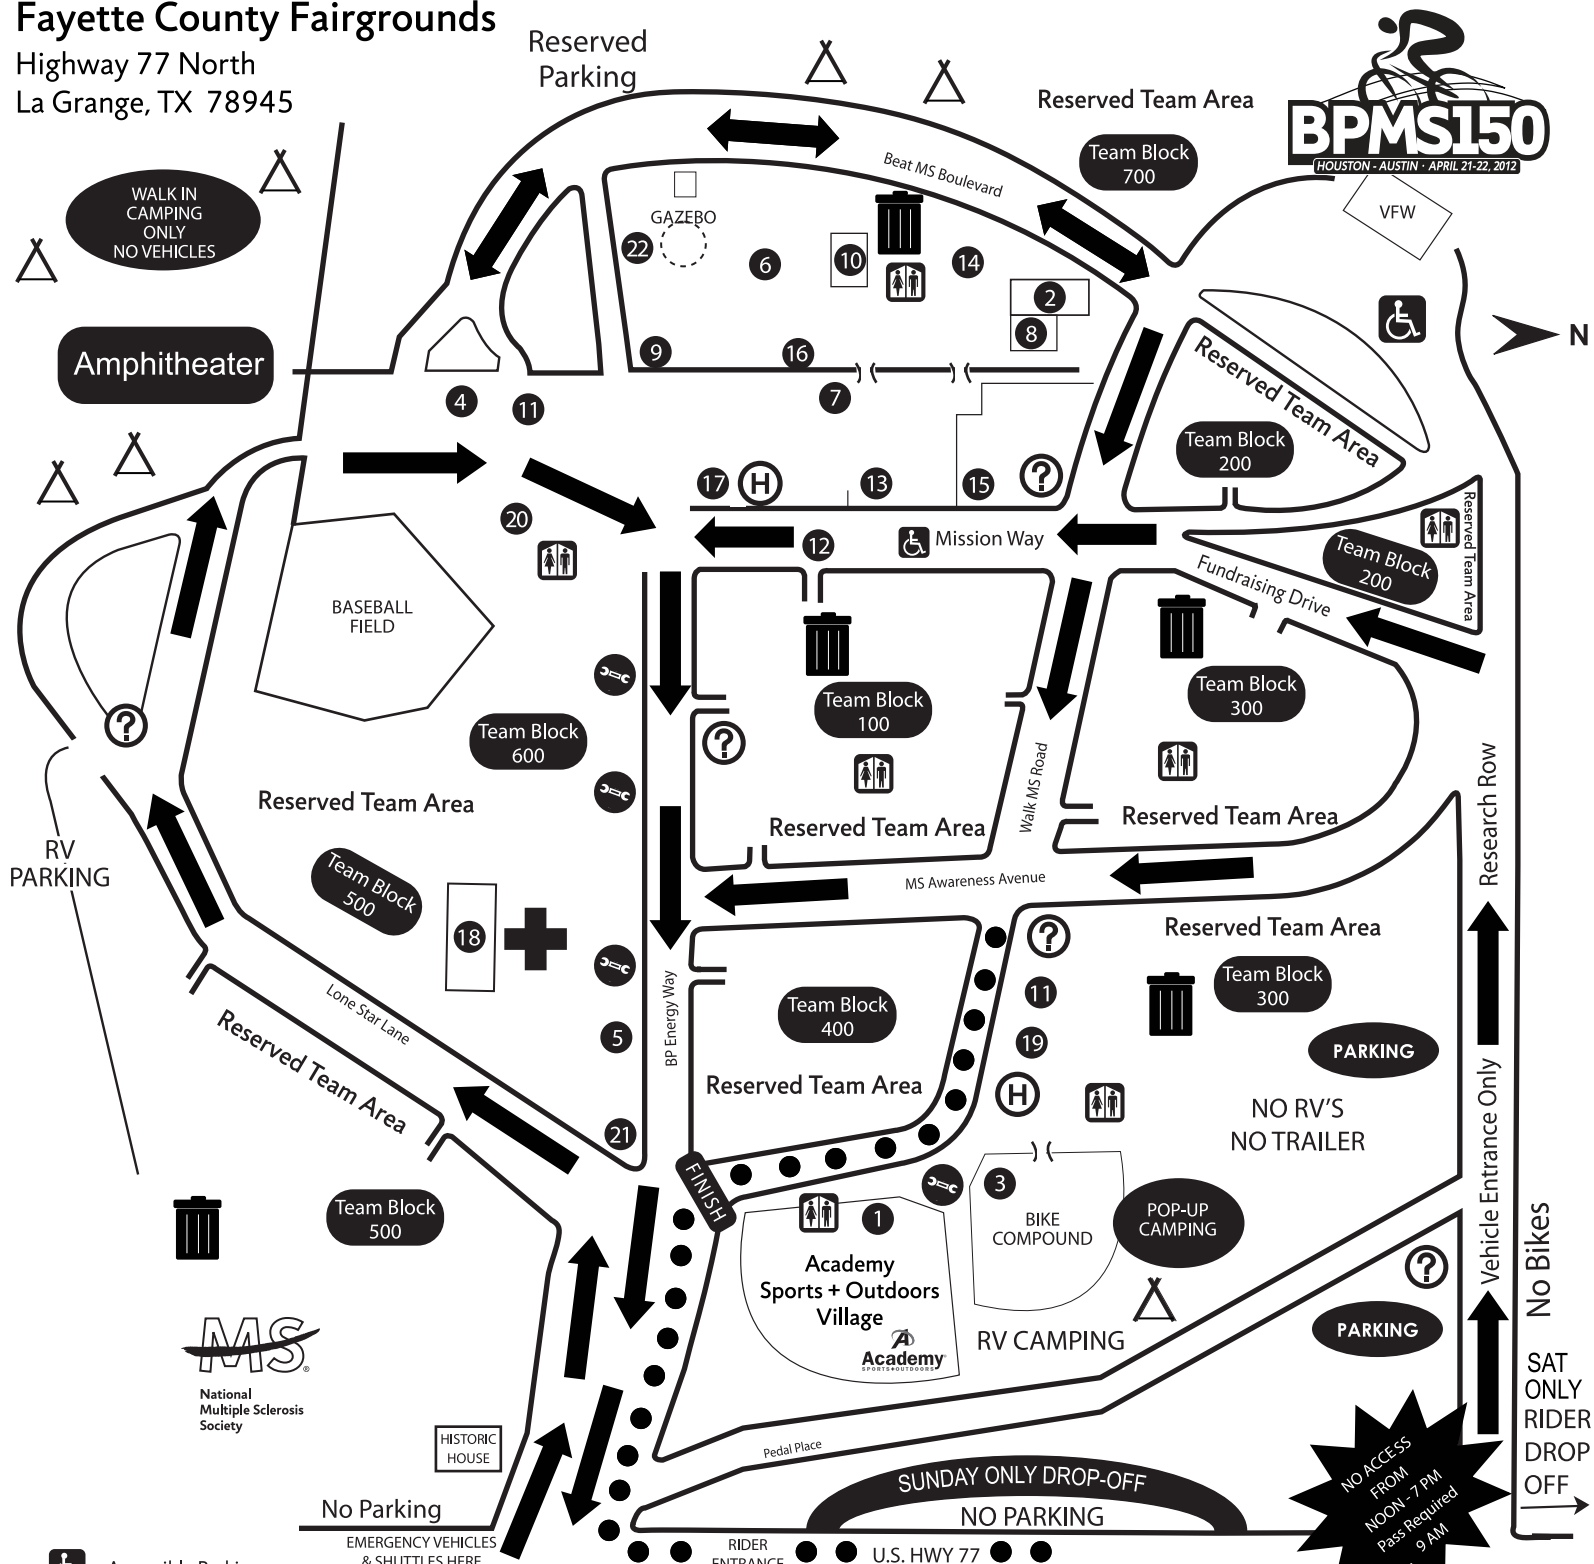 Fayette County Fairgrounds
Highway 77 North
La Grange, TX 78945
Reserved
Parking
Reserved Team Area
Team Block
700
BPMS150
HOUSTON - AUSTIN · APRIL 21-22, 2012
VFW
Beat MS Boulevard
WALK IN
CAMPING
ONLY
NO VEHICLES
GAZEBO
22
6
10
14
2
8
9
16
7
N
Amphitheater
4
11
Reserved Team Area
Team Block
200
17
H
13
15
?
20
12
Mission Way
Reserved Team Area
Team Block
200
Fundraising Drive
BASEBALL
FIELD
Team Block
100
Team Block
300
?
Team Block
600
?
Walk MS Road
Reserved Team Area
Reserved Team Area
Reserved Team Area
Research Row
RV
PARKING
Team Block
500
18
MS Awareness Avenue
?
Reserved Team Area
Team Block
300
11
Lone Star Lane
BP Energy Way
Team Block
400
Reserved Team Area
5
19
H
PARKING
NO RV'S
NO TRAILER
Reserved Team Area
21
FINISH
3
BIKE
COMPOUND
POP-UP
CAMPING
Vehicle Entrance Only
No Bikes
Team Block
500
1
Academy
Sports + Outdoors
Village
Academy
SPORTS+OUTDOORS
RV CAMPING
?
PARKING
MS
®
National
Multiple Sclerosis
Society
SAT
ONLY
RIDER
DROP
OFF
HISTORIC
HOUSE
Pedal Place
SUNDAY ONLY DROP-OFF
NO PARKING
NO ACCESS
FROM
NOON - 7 PM
Pass Required
9 AM
No Parking
EMERGENCY VEHICLES
& SHUTTLES HERE
RIDER
ENTRANCE
U.S. HWY 77